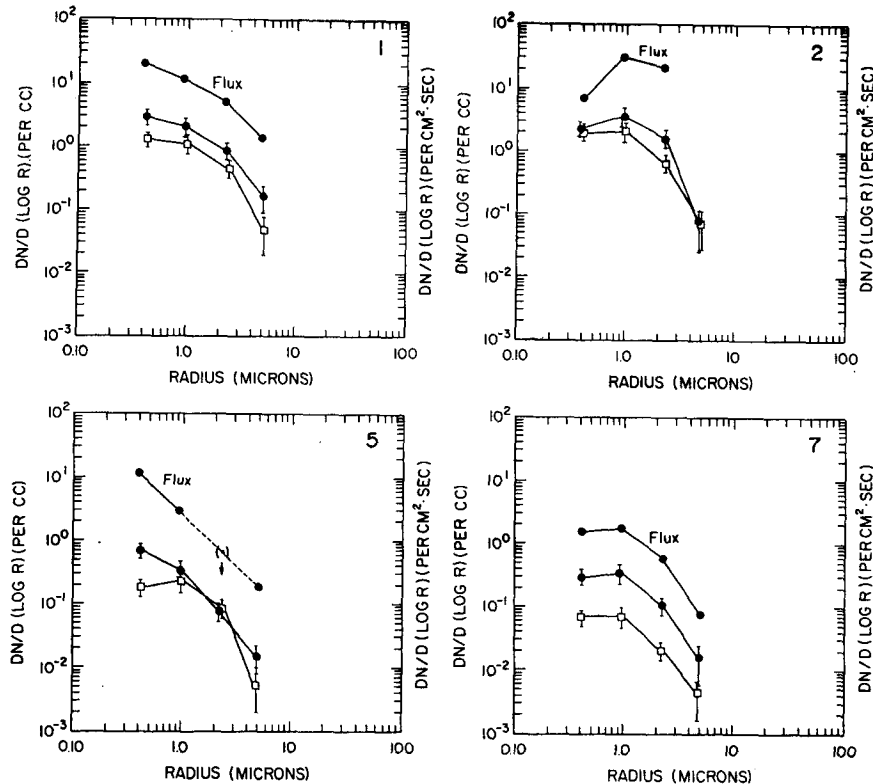 1
Flux
10²
10¹
10⁰
10⁻¹
10⁻²
10⁻³
DN/D (LOG R) (PER CC)
DN/D (LOG R) (PER CM²·SEC)
0.10 1.0 10 100
RADIUS (MICRONS)
2
Flux
10²
10¹
10⁰
10⁻¹
10⁻²
10⁻³
DN/D (LOG R) (PER CC)
DN/D (LOG R) (PER CM²·SEC)
0.10 1.0 10 100
RADIUS (MICRONS)
5
Flux
( )
10²
10¹
10⁰
10⁻¹
10⁻²
10⁻³
DN/D (LOG R) (PER CC)
DN/D (LOG R) (PER CM²·SEC)
0.10 1.0 10 100
RADIUS (MICRONS)
7
Flux
10²
10¹
10⁰
10⁻¹
10⁻²
10⁻³
DN/D (LOG R) (PER CC)
DN/D (LOG R) (PER CM²·SEC)
0.10 1.0 10 100
RADIUS (MICRONS)